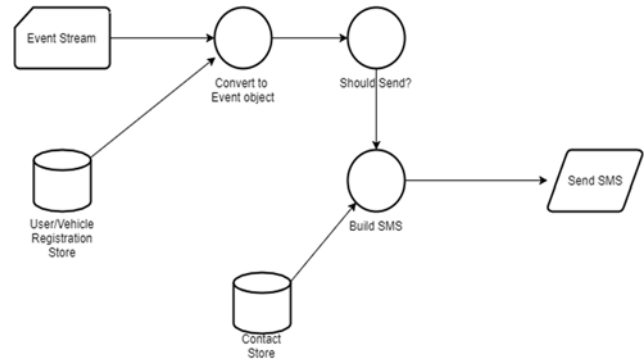 Event Stream
Convert to
Event object
Should Send?
User/Vehicle
Registration
Store
Build SMS
Send SMS
Contact
Store